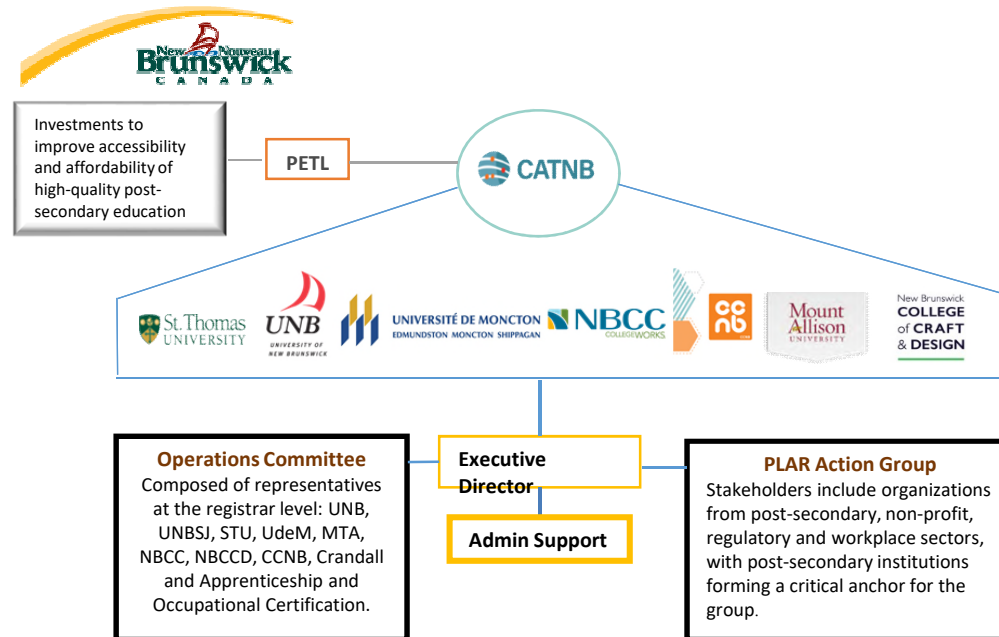 New Nouveau
Brunswick
CANADA
Investments to
improve accessibility
and affordability of
high-quality post-
secondary education
PETL
CATNB
St.Thomas
UNIVERSITY
UNB
UNIVERSITY OF
NEW BRUNSWICK
UNIVERSITÉ DE MONCTON
EDMUNDSTON MONCTON SHIPPAGAN
NBCC
COLLEGEWORKS
cc
nb
Mount
Allison
UNIVERSITY
New Brunswick
COLLEGE
of CRAFT
& DESIGN
Operations Committee
Composed of representatives
at the registrar level: UNB,
UNBSJ, STU, UdeM, MTA,
NBCC, NBCCD, CCNB, Crandall
and Apprenticeship and
Occupational Certification.
Executive
Director
Admin Support
PLAR Action Group
Stakeholders include organizations
from post-secondary, non-profit,
regulatory and workplace sectors,
with post-secondary institutions
forming a critical anchor for the
group.